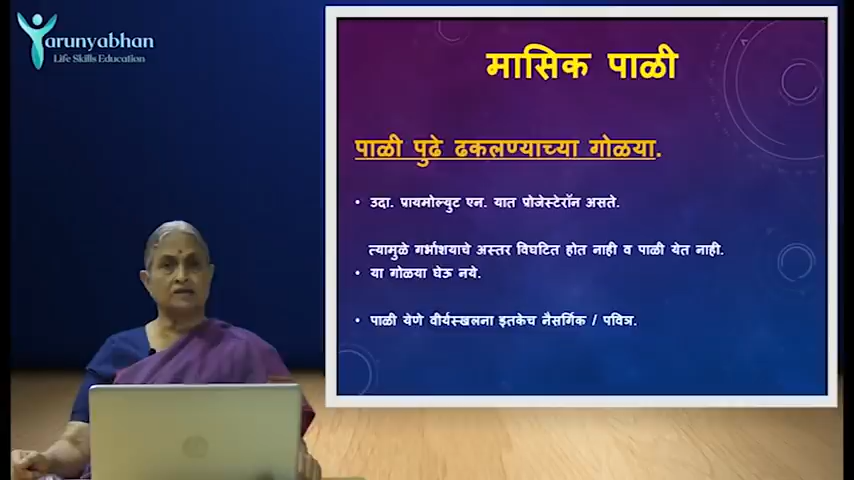 arunyabhan
Life Skills Education
मासिक पाळी
पाळी पुढे ढकलण्याच्या गोळया.
• उदा. प्रायमोल्युट एन. यात प्रोजेस्टेरॉन असते.
त्यामुळे गर्भाशयाचे अस्तर विघटित होत नाही व पाळी येत नाही.
• या गोळया घेऊ नये.
• पाळी येणे वीर्यस्खलना इतकेच नैसर्गिक / पवित्र.